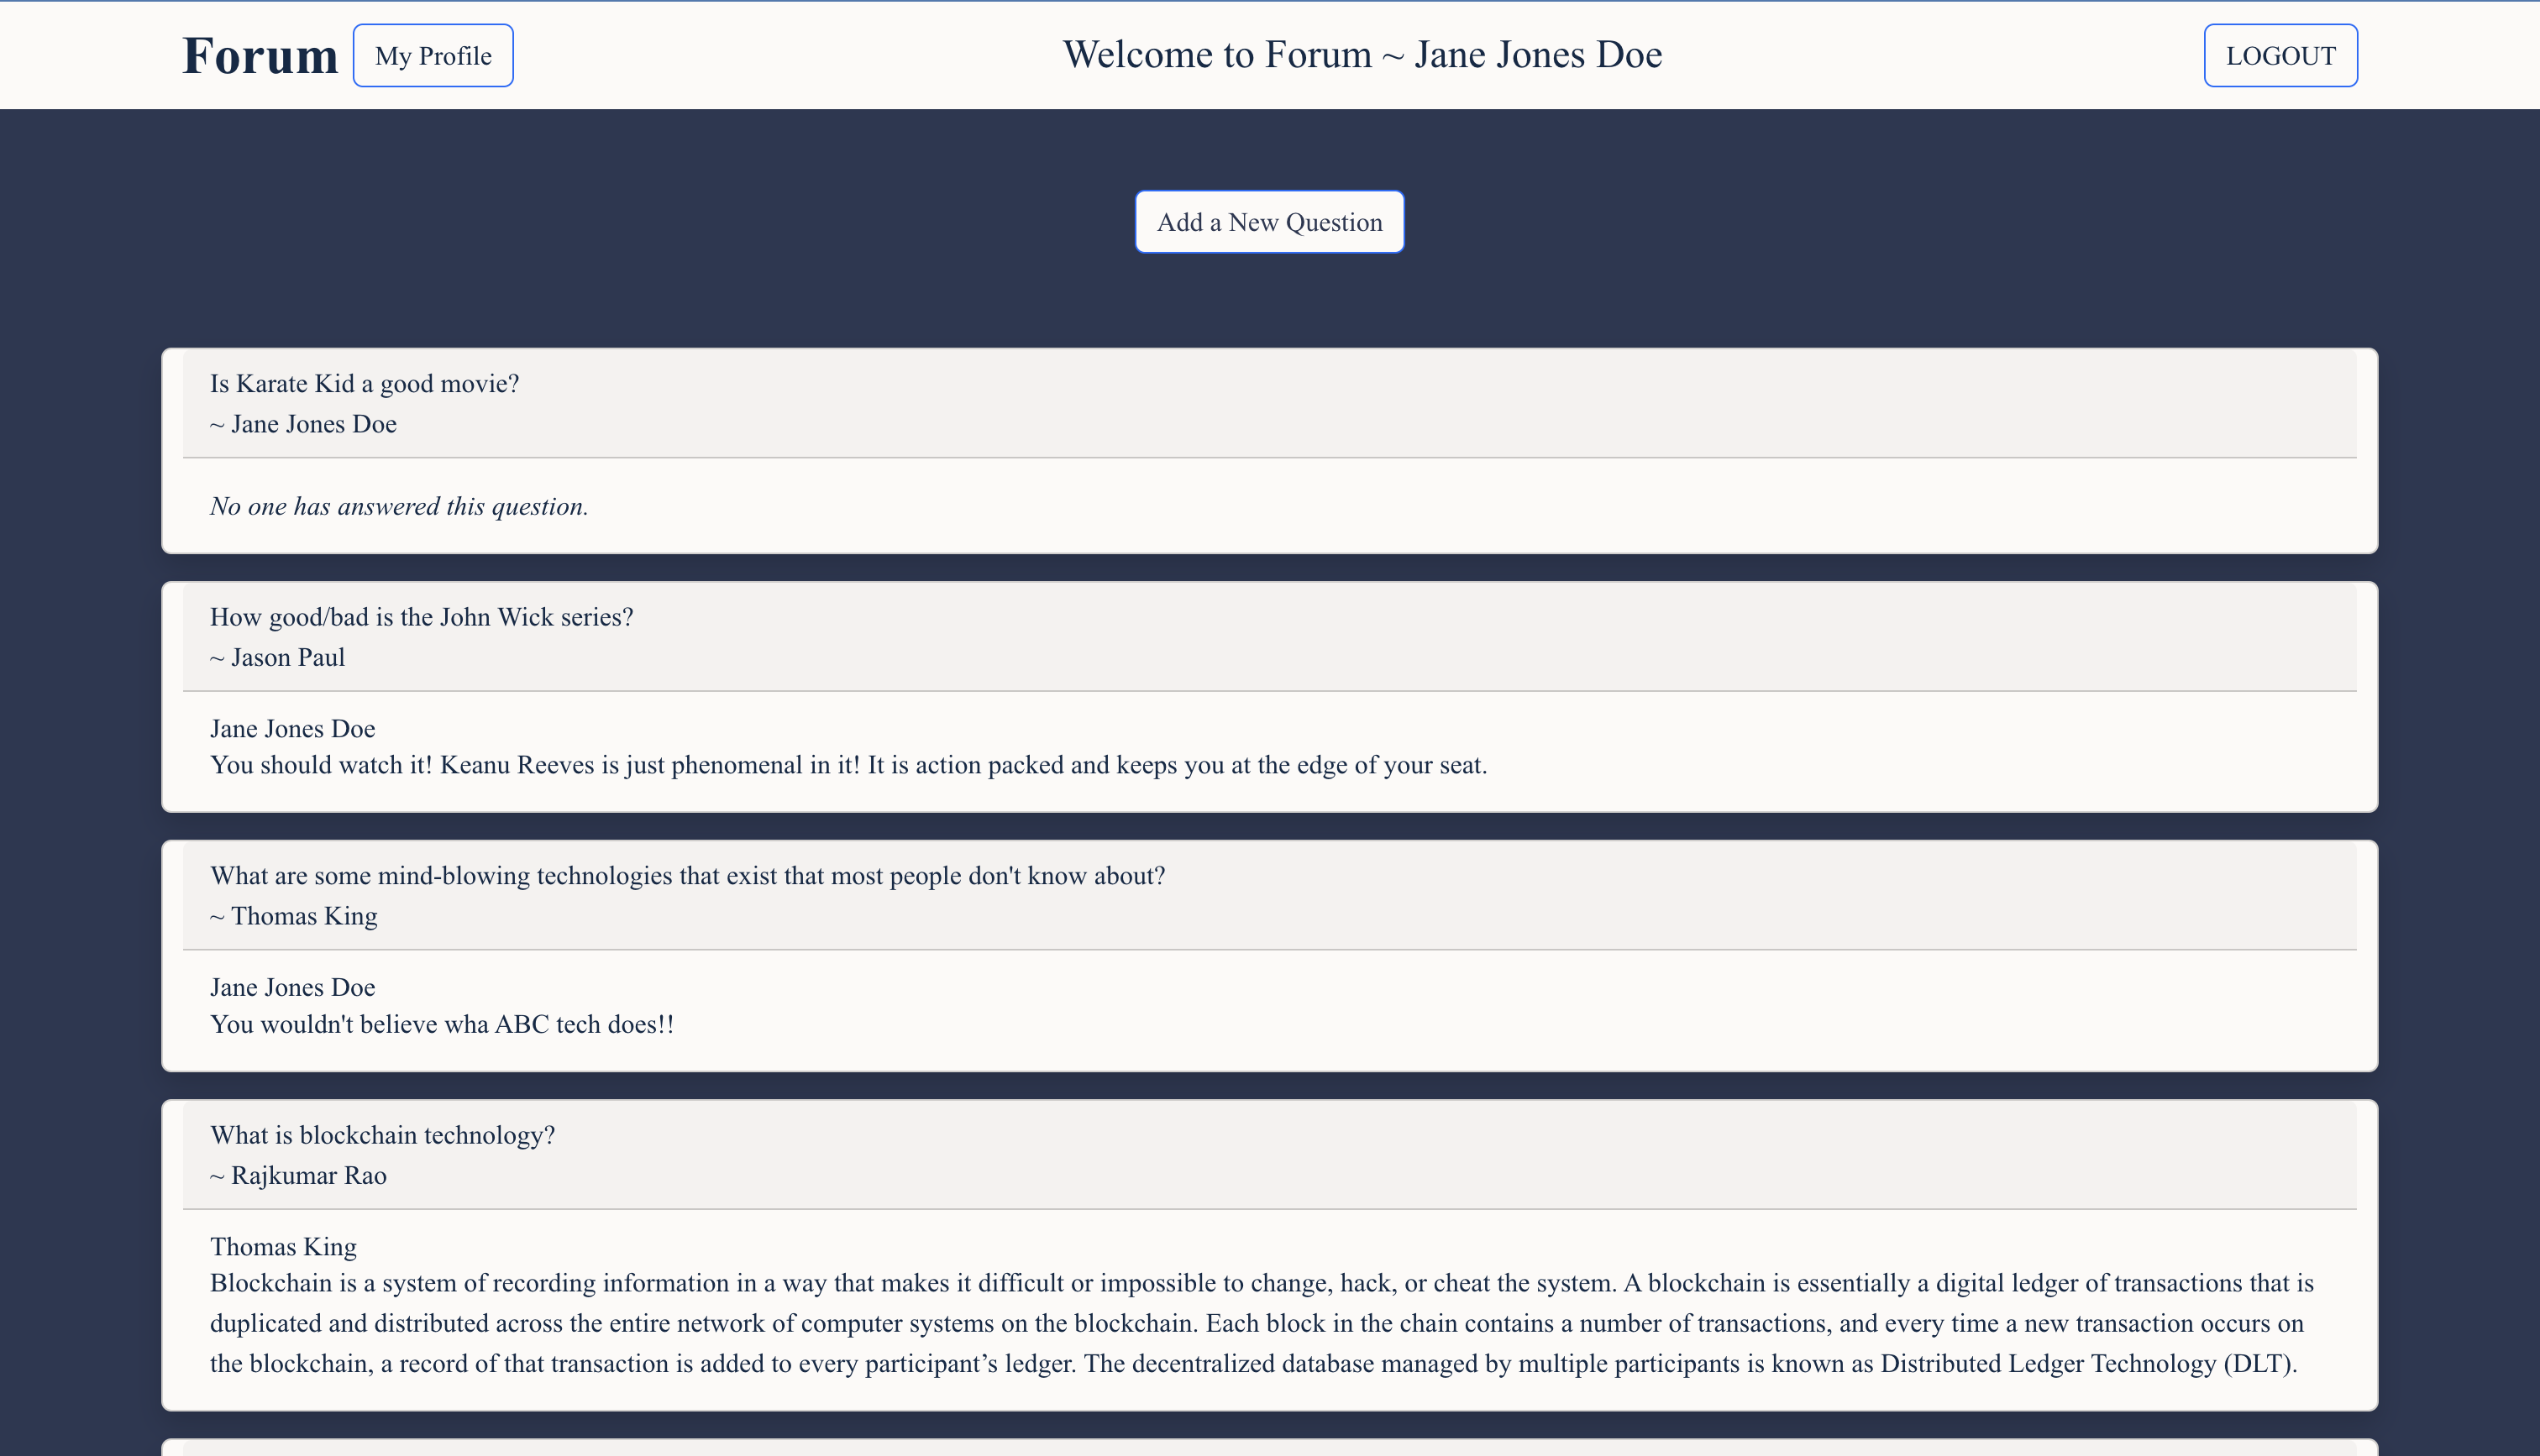 Forum
My Profile
Welcome to Forum ~ Jane Jones Doe
LOGOUT
Add a New Question
Is Karate Kid a good movie?
~ Jane Jones Doe
No one has answered this question.
How good/bad is the John Wick series?
~ Jason Paul
Jane Jones Doe
You should watch it! Keanu Reeves is just phenomenal in it! It is action packed and keeps you at the edge of your seat.
What are some mind-blowing technologies that exist that most people don't know about?
~ Thomas King
Jane Jones Doe
You wouldn't believe wha ABC tech does!!
What is blockchain technology?
~ Rajkumar Rao
Thomas King
Blockchain is a system of recording information in a way that makes it difficult or impossible to change, hack, or cheat the system. A blockchain is essentially a digital ledger of transactions that is
duplicated and distributed across the entire network of computer systems on the blockchain. Each block in the chain contains a number of transactions, and every time a new transaction occurs on
the blockchain, a record of that transaction is added to every participant’s ledger. The decentralized database managed by multiple participants is known as Distributed Ledger Technology (DLT).